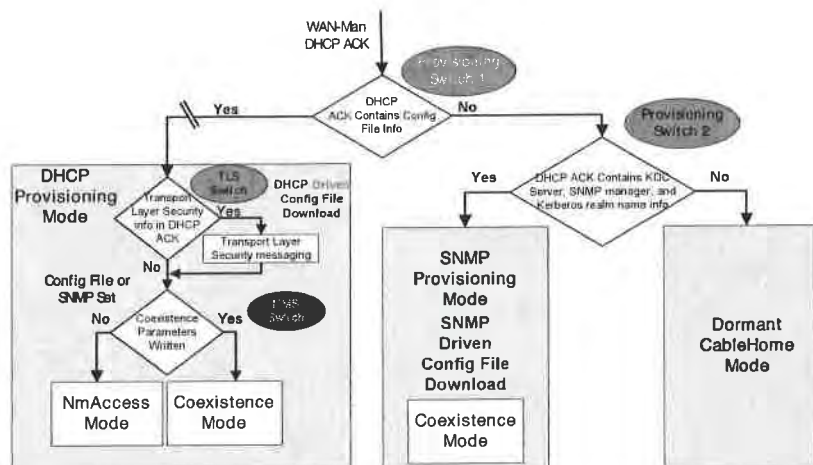 WAN-Man
DHCP ACK
Provisioning
Switch 1
DHCP
ACK Contains Config
File Info
Yes
No
Provisioning
Switch 2
DHCP ACK Contains KDC
Server, SNMP manager, and
Kerberos realm name info
Yes
No
DHCP
Provisioning
Mode
TLS
Switch
DHCP Driven
Config File
Download
Transport
Layer Security
info in DHCP
ACK
Yes
Transport Layer
Security messaging
No
Config File or
SNMP Set
Switch
No
Yes
Coexistence
Parameters
Written
NmAccess
Mode
Coexistence
Mode
SNMP
Provisioning
Mode
SNMP
Driven
Config File
Download
Coexistence
Mode
Dormant
CableHome
Mode